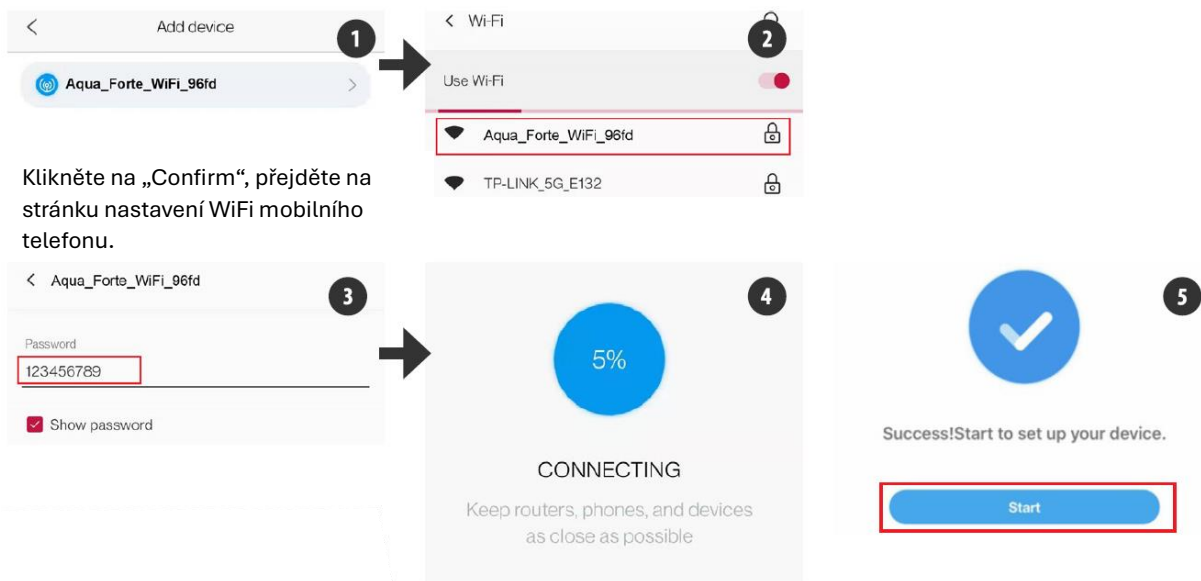 Add device
1
Aqua_Forte_WiFi_96fd
Wi-Fi
2
Use Wi-Fi
Aqua_Forte_WiFi_96fd
TP-LINK_5G_E132
Klikněte na „Confirm“, přejděte na
stránku nastavení WiFi mobilního
telefonu.
Aqua_Forte_WiFi_96fd
3
Password
123456789
Show password
4
5%
CONNECTING
Keep routers, phones, and devices
as close as possible
5
Success!Start to set up your device.
Start